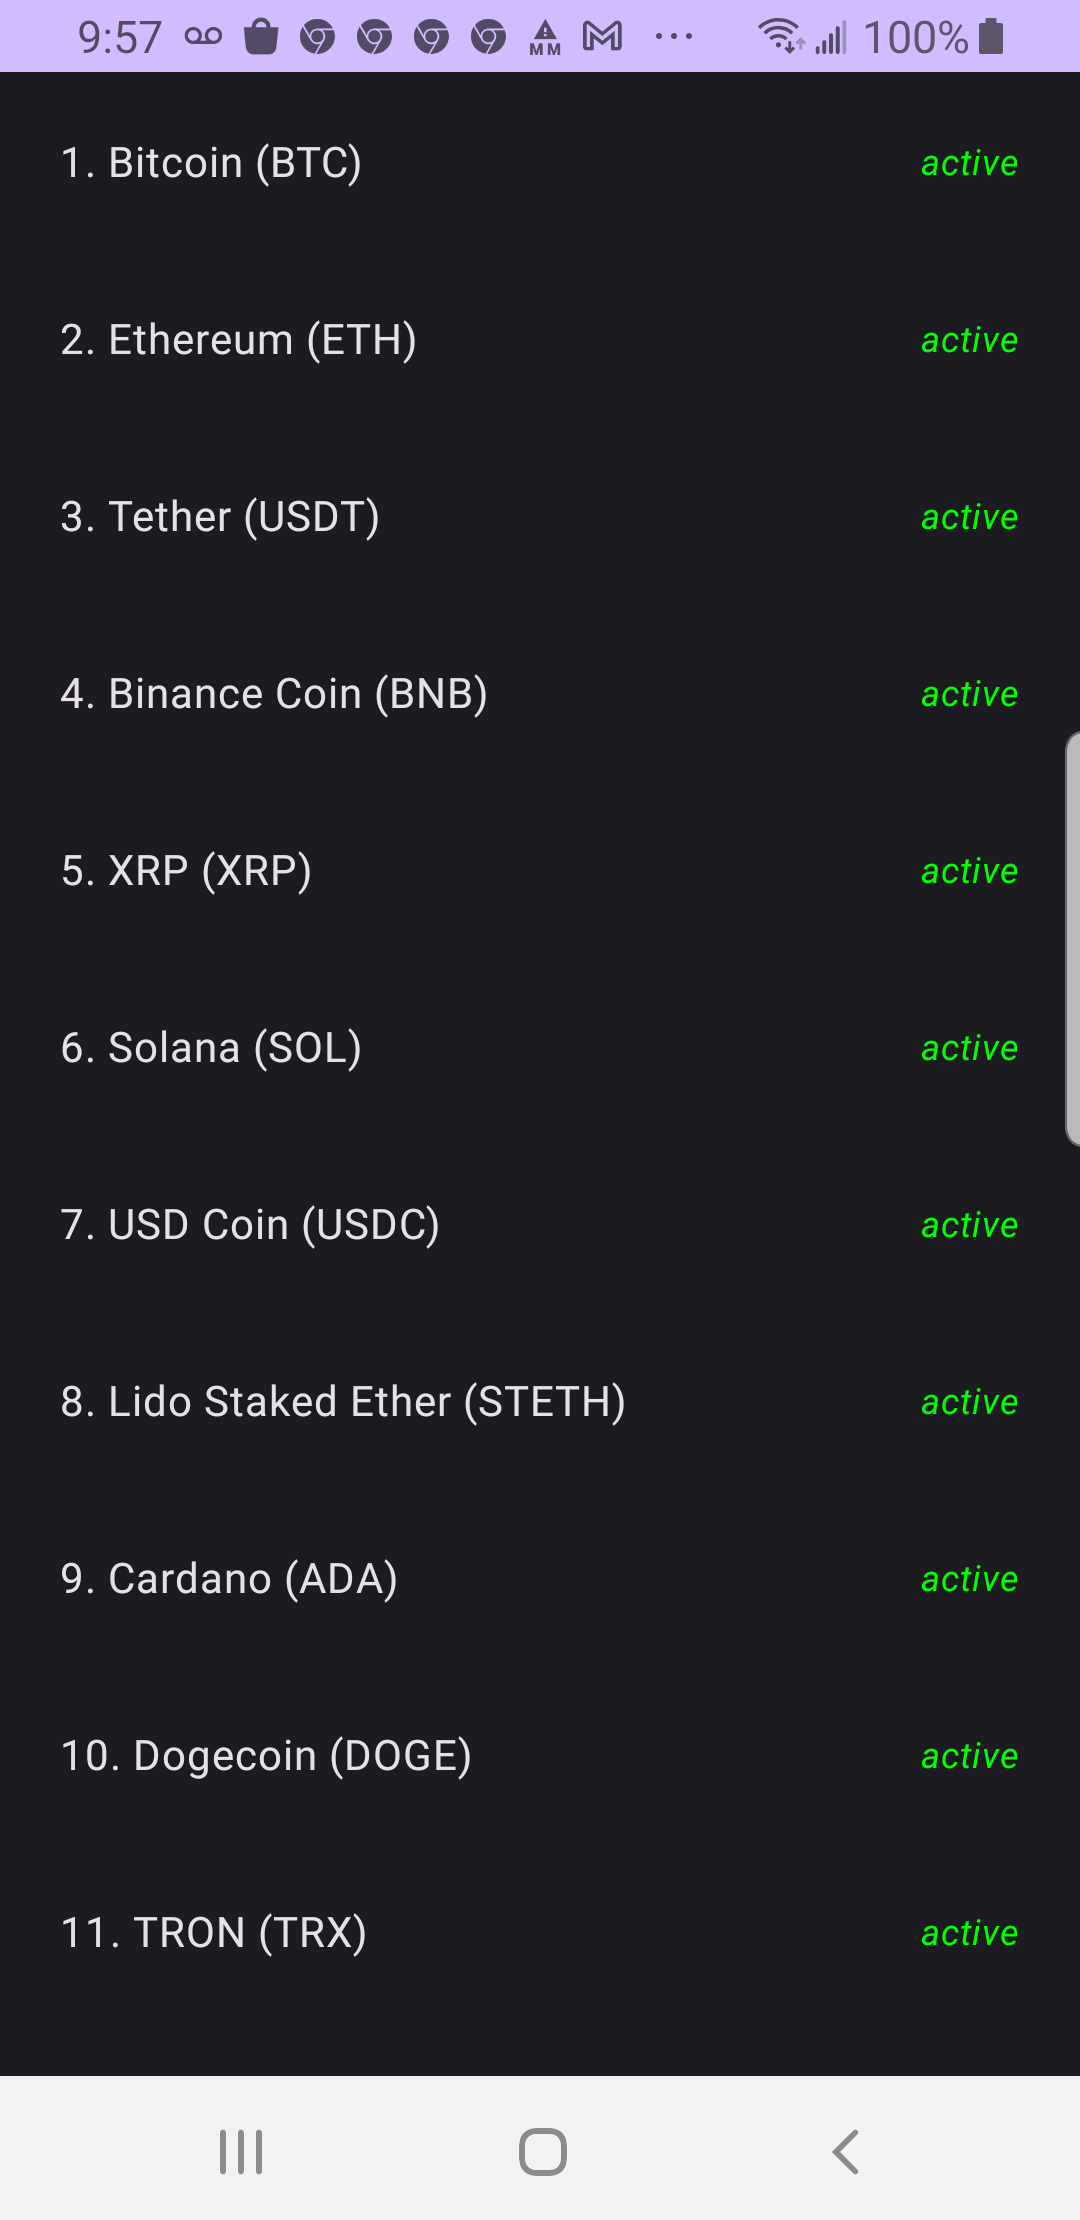 9:57 MM 100%
1. Bitcoin (BTC) active
2. Ethereum (ETH) active
3. Tether (USDT) active
4. Binance Coin (BNB) active
5. XRP (XRP) active
6. Solana (SOL) active
7. USD Coin (USDC) active
8. Lido Staked Ether (STETH) active
9. Cardano (ADA) active
10. Dogecoin (DOGE) active
11. TRON (TRX) active